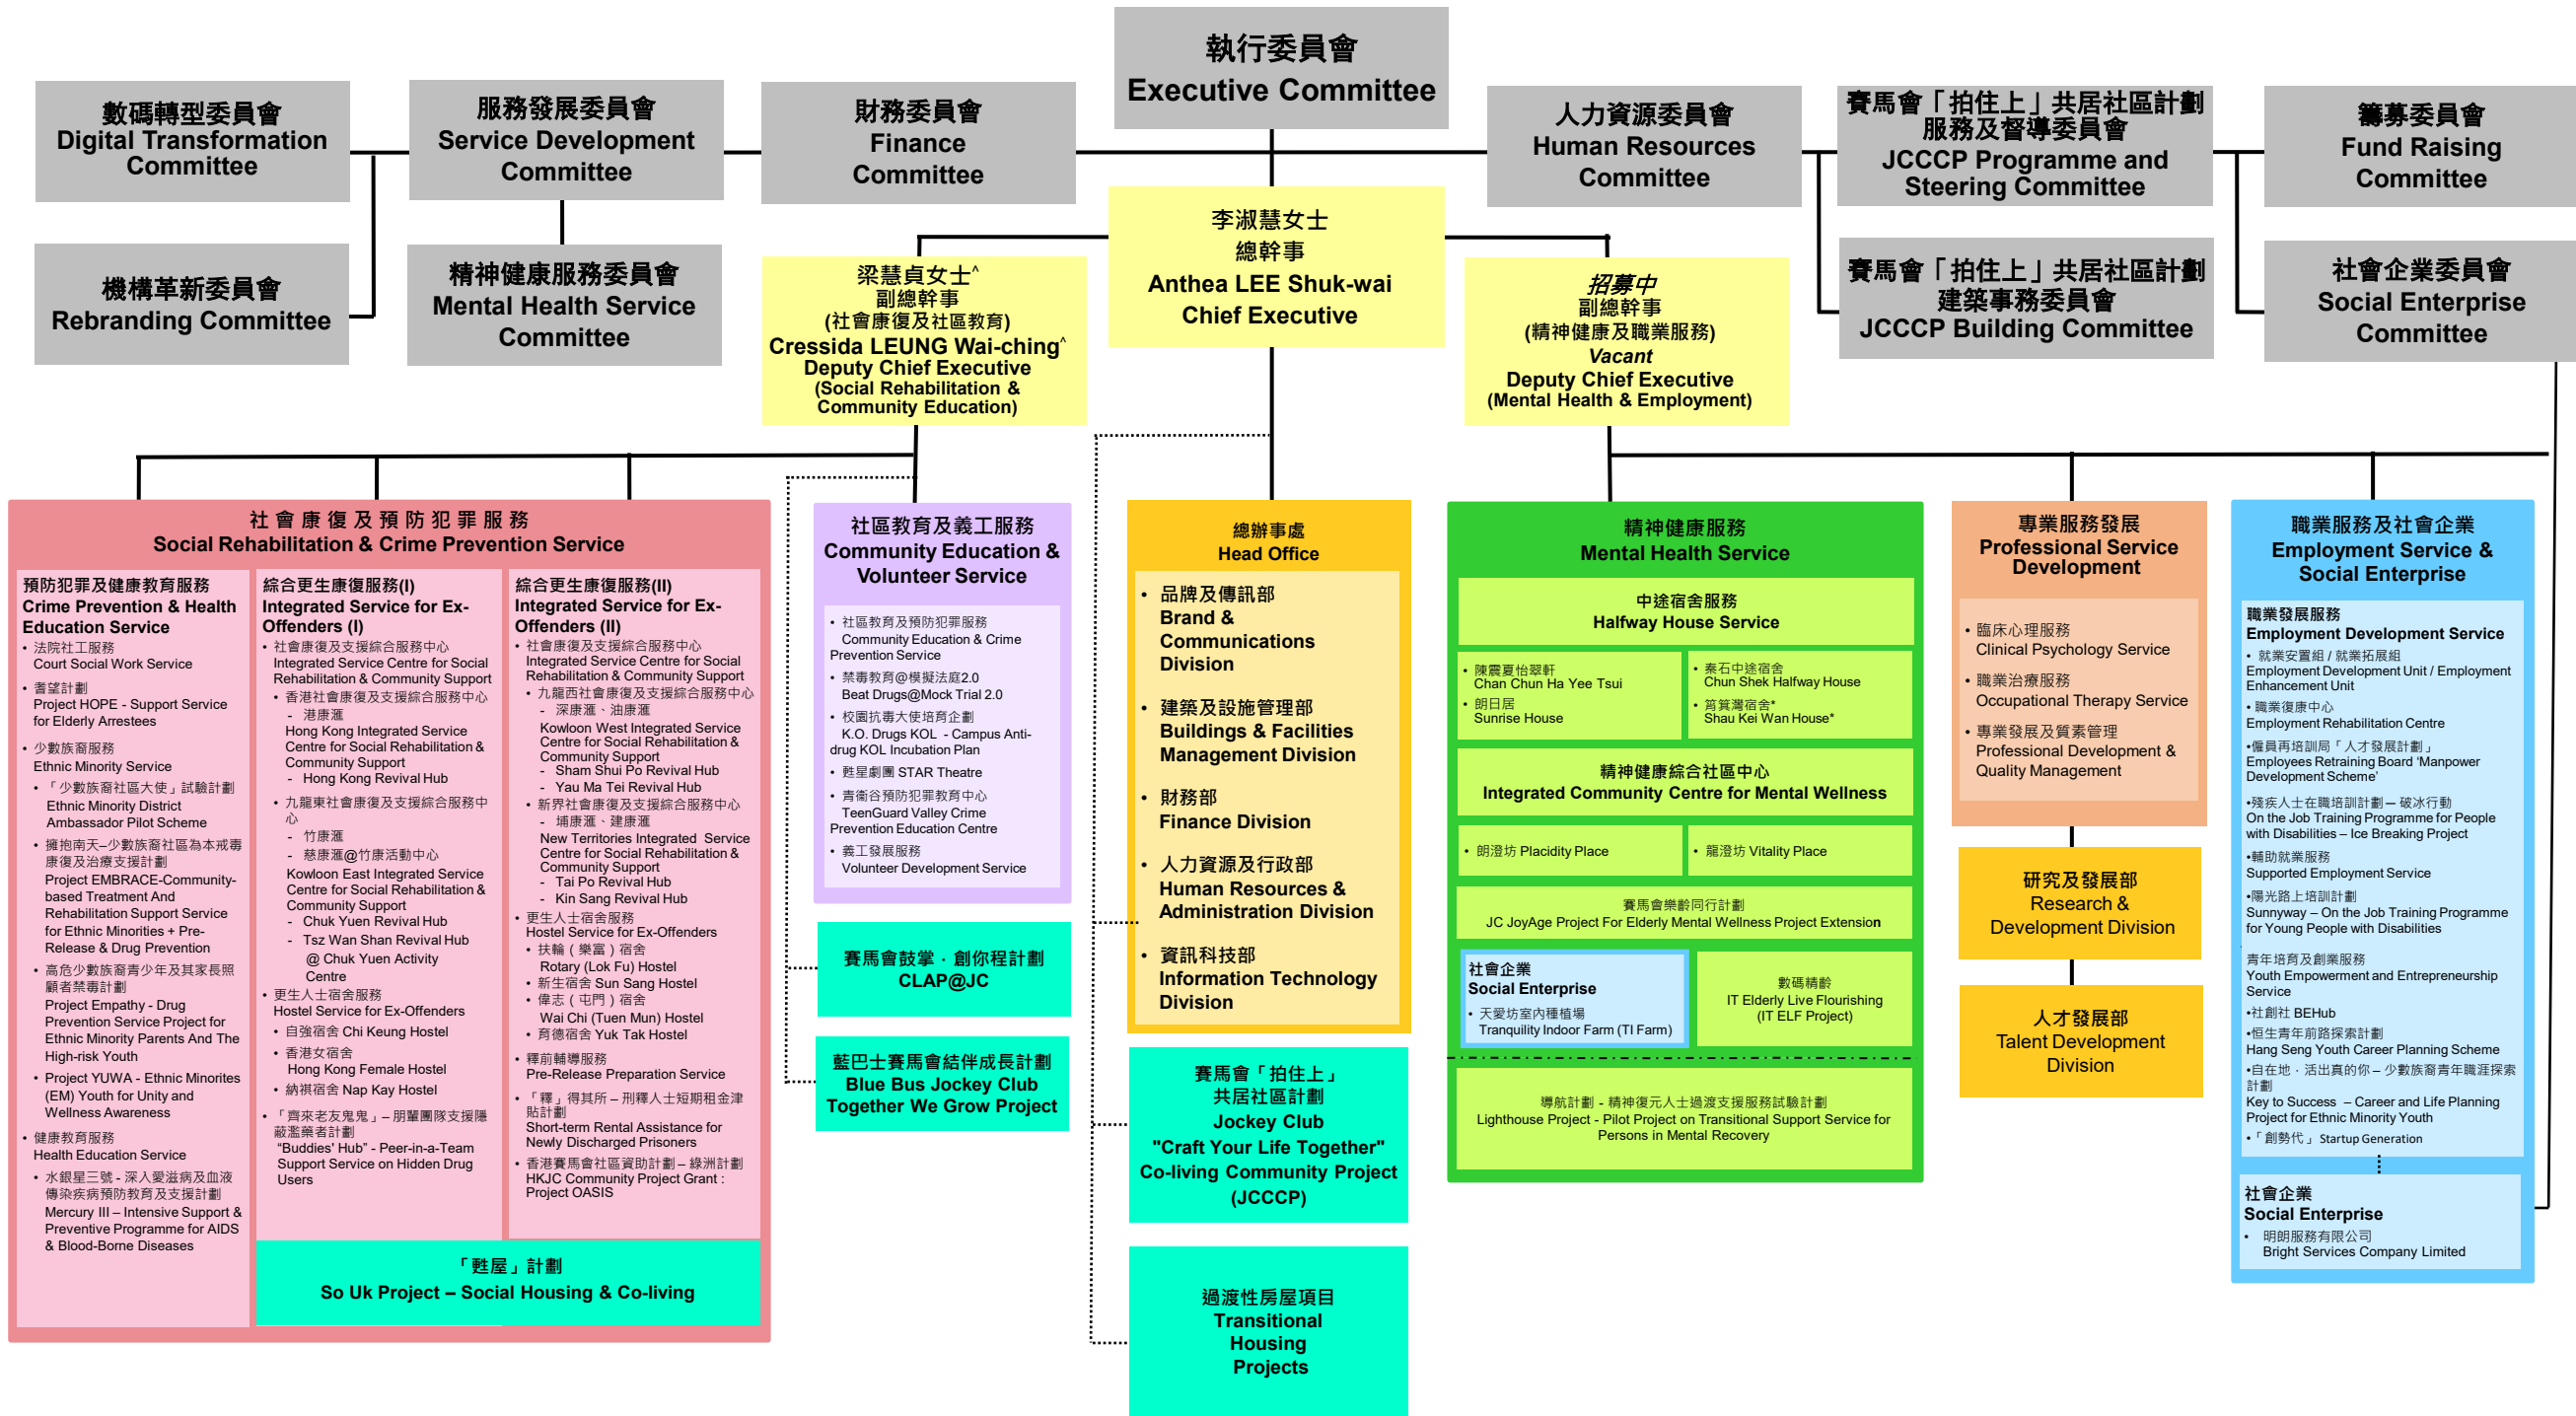 執行委員會
Executive Committee
數碼轉型委員會
Digital Transformation
Committee
服務發展委員會
Service Development
Committee
財務委員會
Finance
Committee
人力資源委員會
Human Resources
Committee
賽馬會「拍住上」共居社區計劃
服務及督導委員會
JCCCP Programme and
Steering Committee
籌募委員會
Fund Raising
Committee
機構革新委員會
Rebranding Committee
精神健康服務委員會
Mental Health Service
Committee
賽馬會「拍住上」共居社區計劃
建築事務委員會
JCCCP Building Committee
社會企業委員會
Social Enterprise
Committee
李淑慧女士
總幹事
Anthea LEE Shuk-wai
Chief Executive
梁慧貞女士^
副總幹事
(社會康復及社區教育)
Cressida LEUNG Wai-ching^
Deputy Chief Executive
(Social Rehabilitation &
Community Education)
招募中
副總幹事
(精神健康及職業服務)
Vacant
Deputy Chief Executive
(Mental Health & Employment)
社會康復及預防犯罪服務
Social Rehabilitation & Crime Prevention Service
預防犯罪及健康教育服務
Crime Prevention & Health
Education Service
• 法院社工服務
Court Social Work Service
• 耆望計劃
Project HOPE - Support Service
for Elderly Arrestees
• 少數族裔服務
Ethnic Minority Service
• 「少數族裔社區大使」試驗計劃
Ethnic Minority District
Ambassador Pilot Scheme
• 擁抱南天–少數族裔社區為本戒毒
康復及治療支援計劃
Project EMBRACE-Community-
based Treatment And
Rehabilitation Support Service
for Ethnic Minorities + Pre-
Release & Drug Prevention
• 高危少數族裔青少年及其家長照
顧者禁毒計劃
Project Empathy - Drug
Prevention Service Project for
Ethnic Minority Parents And The
High-risk Youth
• Project YUWA - Ethnic Minorites
(EM) Youth for Unity and
Wellness Awareness
• 健康教育服務
Health Education Service
• 水銀星三號 - 深入愛滋病及血液
傳染疾病預防教育及支援計劃
Mercury III – Intensive Support &
Preventive Programme for AIDS
& Blood-Borne Diseases
綜合更生康復服務(I)
Integrated Service for Ex-
Offenders (I)
• 社會康復及支援綜合服務中心
Integrated Service Centre for Social
Rehabilitation & Community Support
• 香港社會康復及支援綜合服務中心
- 港康滙
Hong Kong Integrated Service
Centre for Social Rehabilitation &
Community Support
- Hong Kong Revival Hub
• 九龍東社會康復及支援綜合服務中
心
- 竹康滙
- 慈康滙@竹康活動中心
Kowloon East Integrated Service
Centre for Social Rehabilitation &
Community Support
- Chuk Yuen Revival Hub
- Tsz Wan Shan Revival Hub
@ Chuk Yuen Activity
Centre
• 更生人士宿舍服務
Hostel Service for Ex-Offenders
• 自強宿舍 Chi Keung Hostel
• 香港女宿舍
Hong Kong Female Hostel
• 納祺宿舍 Nap Kay Hostel
• 「齊來老友鬼鬼」– 朋輩團隊支援隱
蔽濫藥者計劃
“Buddies' Hub” - Peer-in-a-Team
Support Service on Hidden Drug
Users
綜合更生康復服務(II)
Integrated Service for Ex-
Offenders (II)
• 社會康復及支援綜合服務中心
Integrated Service Centre for Social
Rehabilitation & Community Support
• 九龍西社會康復及支援綜合服務中心
- 深康滙、油康滙
Kowloon West Integrated Service
Centre for Social Rehabilitation &
Community Support
- Sham Shui Po Revival Hub
- Yau Ma Tei Revival Hub
• 新界社會康復及支援綜合服務中心
- 埔康滙、建康滙
New Territories Integrated Service
Centre for Social Rehabilitation &
Community Support
- Tai Po Revival Hub
- Kin Sang Revival Hub
• 更生人士宿舍服務
Hostel Service for Ex-Offenders
• 扶輪（樂富）宿舍
Rotary (Lok Fu) Hostel
• 新生宿舍 Sun Sang Hostel
• 偉志（屯門）宿舍
Wai Chi (Tuen Mun) Hostel
• 育德宿舍 Yuk Tak Hostel
• 釋前輔導服務
Pre-Release Preparation Service
• 「釋」得其所 – 刑釋人士短期租金津
貼計劃
Short-term Rental Assistance for
Newly Discharged Prisoners
• 香港賽馬會社區資助計劃 – 綠洲計劃
HKJC Community Project Grant :
Project OASIS
「甦屋」計劃
So Uk Project – Social Housing & Co-living
社區教育及義工服務
Community Education &
Volunteer Service
• 社區教育及預防犯罪服務
Community Education & Crime
Prevention Service
• 禁毒教育@模擬法庭2.0
Beat Drugs@Mock Trial 2.0
• 校園抗毒大使培育企劃
K.O. Drugs KOL - Campus Anti-
drug KOL Incubation Plan
• 甦星劇團 STAR Theatre
• 青衞谷預防犯罪教育中心
TeenGuard Valley Crime
Prevention Education Centre
• 義工發展服務
Volunteer Development Service
賽馬會鼓掌．創你程計劃
CLAP@JC
藍巴士賽馬會結伴成長計劃
Blue Bus Jockey Club
Together We Grow Project
總辦事處
Head Office
• 品牌及傳訊部
Brand &
Communications
Division
• 建築及設施管理部
Buildings & Facilities
Management Division
• 財務部
Finance Division
• 人力資源及行政部
Human Resources &
Administration Division
• 資訊科技部
Information Technology
Division
賽馬會「拍住上」
共居社區計劃
Jockey Club
"Craft Your Life Together"
Co-living Community Project
(JCCCP)
過渡性房屋項目
Transitional
Housing
Projects
精神健康服務
Mental Health Service
中途宿舍服務
Halfway House Service
• 陳震夏怡翠軒
Chan Chun Ha Yee Tsui
• 朗日居
Sunrise House
• 秦石中途宿舍
Chun Shek Halfway House
• 筲箕灣宿舍*
Shau Kei Wan House*
精神健康綜合社區中心
Integrated Community Centre for Mental Wellness
• 朗澄坊 Placidity Place
• 龍澄坊 Vitality Place
賽馬會樂齡同行計劃
JC JoyAge Project For Elderly Mental Wellness Project Extension
社會企業
Social Enterprise
• 天愛坊室內種植場
Tranquility Indoor Farm (TI Farm)
數碼精齡
IT Elderly Live Flourishing
(IT ELF Project)
導航計劃 - 精神復元人士過渡支援服務試驗計劃
Lighthouse Project - Pilot Project on Transitional Support Service for
Persons in Mental Recovery
專業服務發展
Professional Service
Development
• 臨床心理服務
Clinical Psychology Service
• 職業治療服務
Occupational Therapy Service
• 專業發展及質素管理
Professional Development &
Quality Management
研究及發展部
Research &
Development Division
人才發展部
Talent Development
Division
職業服務及社會企業
Employment Service &
Social Enterprise
職業發展服務
Employment Development Service
• 就業安置組 / 就業拓展組
Employment Development Unit / Employment
Enhancement Unit
• 職業復康中心
Employment Rehabilitation Centre
•僱員再培訓局「人才發展計劃」
Employees Retraining Board ‘Manpower
Development Scheme’
•殘疾人士在職培訓計劃 — 破冰行動
On the Job Training Programme for People
with Disabilities – Ice Breaking Project
•輔助就業服務
Supported Employment Service
•陽光路上培訓計劃
Sunnyway – On the Job Training Programme
for Young People with Disabilities
青年培育及創業服務
Youth Empowerment and Entrepreneurship
Service
•社創社 BEHub
•恒生青年前路探索計劃
Hang Seng Youth Career Planning Scheme
•自在地．活出真的你 – 少數族裔青年職涯探索
計劃
Key to Success – Career and Life Planning
Project for Ethnic Minority Youth
•「創勢代」 Startup Generation
社會企業
Social Enterprise
• 明朗服務有限公司
Bright Services Company Limited